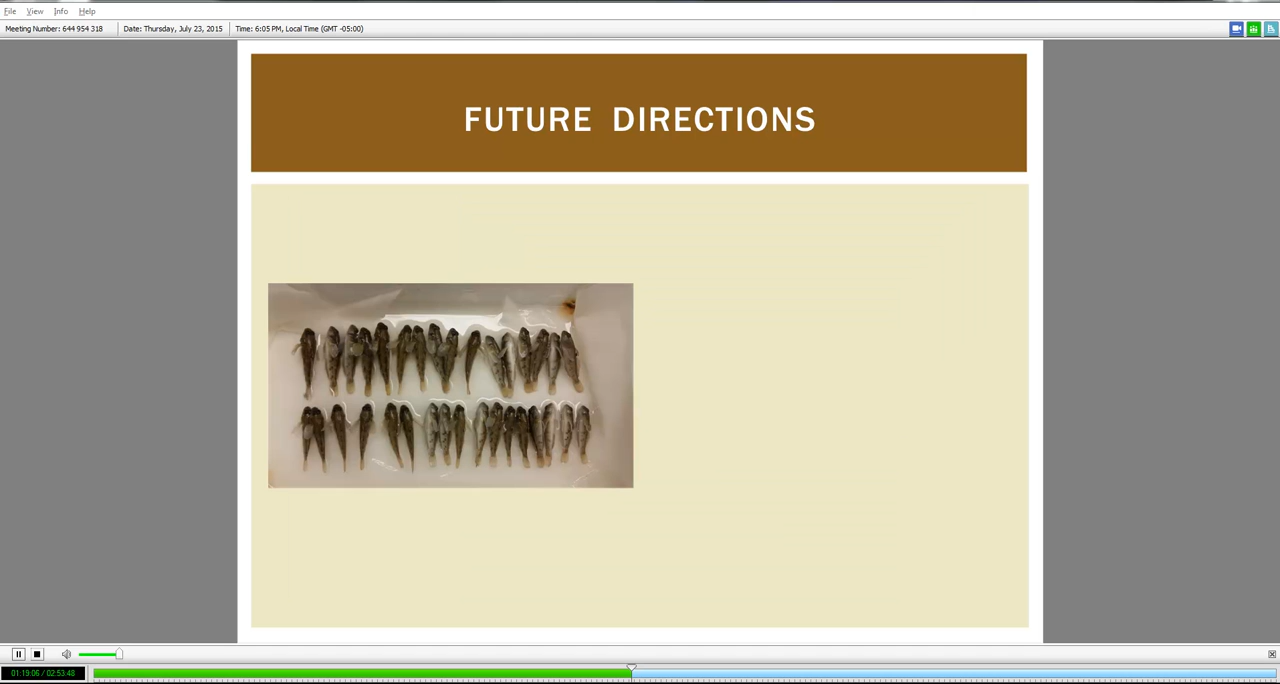 File View Info Help
Meeting Number: 644 954 318 Date: Thursday, July 23, 2015 Time: 6:05 PM, Local Time (GMT -05:00)
FUTURE DIRECTIONS
01:19:06 / 02:53:48